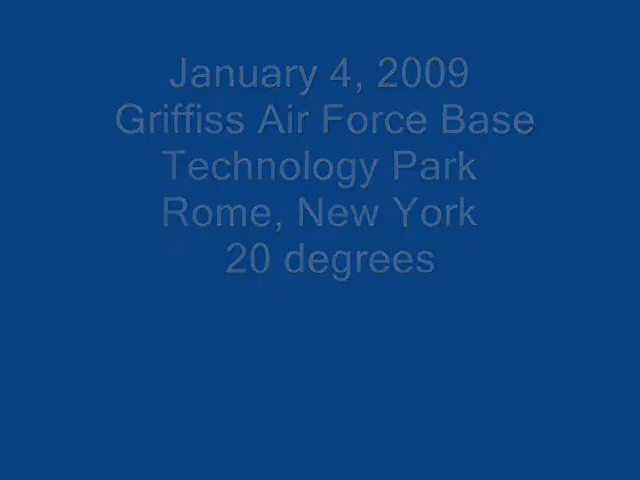 January 4, 2009
Griffiss Air Force Base
Technology Park
Rome, New York
20 degrees